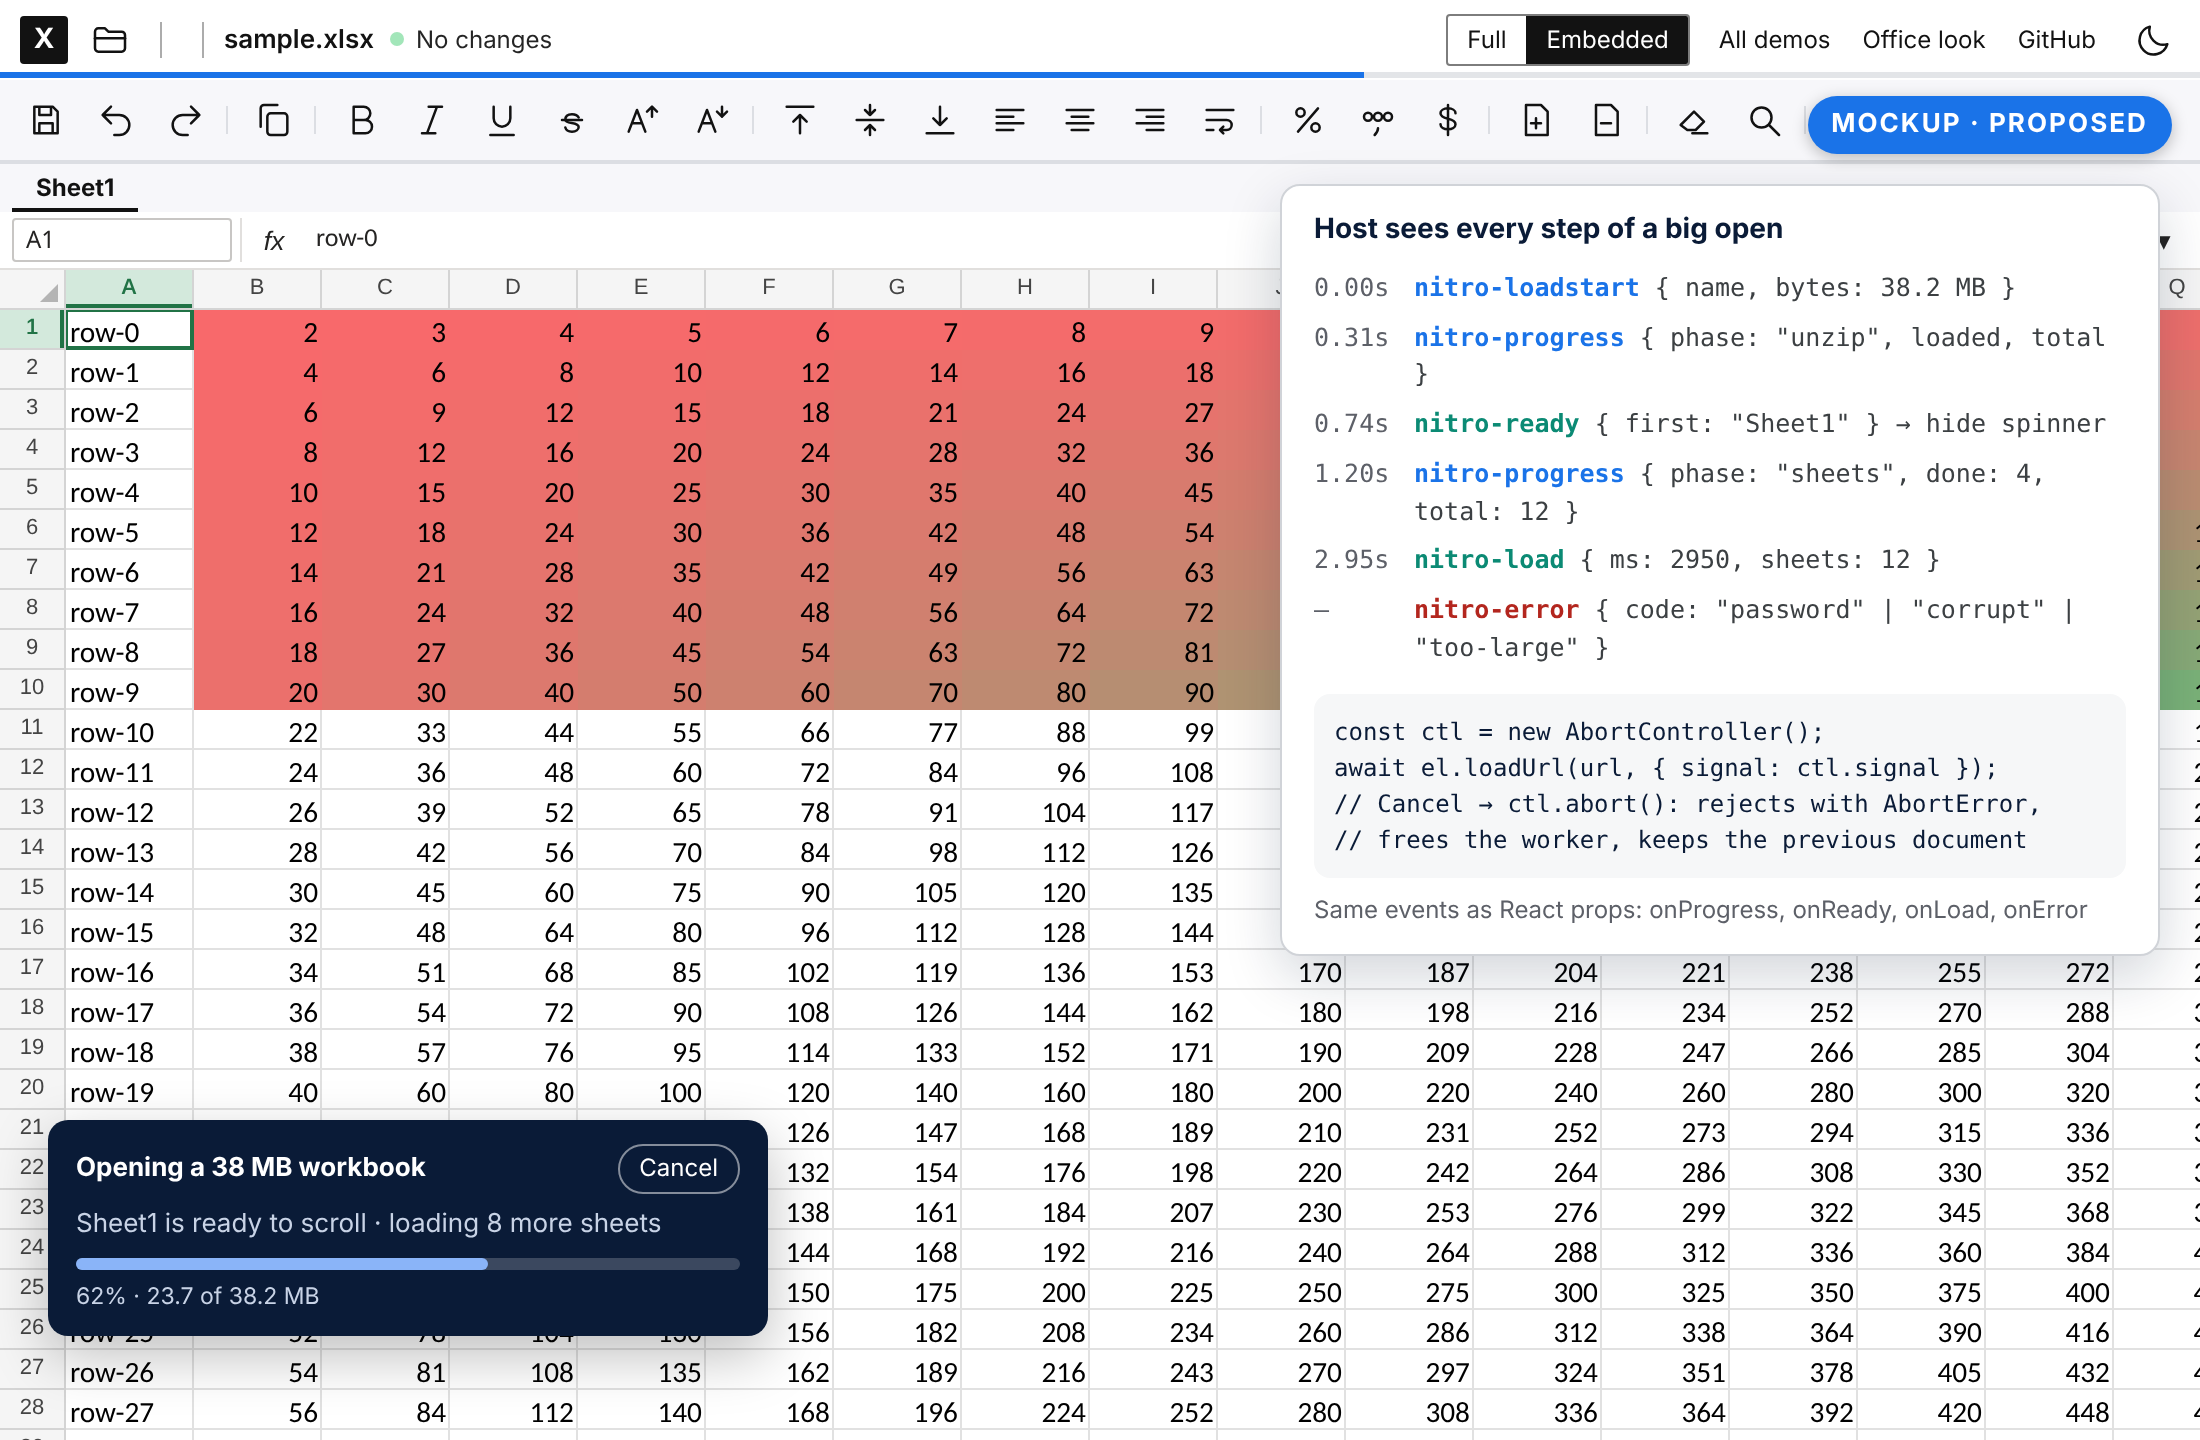 X sample.xlsx No changes Full Embedded All demos Office look GitHub
MOCKUP · PROPOSED
Sheet1
A1 fx row-0
A B C D E F G H I Q
1 row-0 2 3 4 5 6 7 8 9
2 row-1 4 6 8 10 12 14 16 18
3 row-2 6 9 12 15 18 21 24 27
4 row-3 8 12 16 20 24 28 32 36
5 row-4 10 15 20 25 30 35 40 45
6 row-5 12 18 24 30 36 42 48 54
7 row-6 14 21 28 35 42 49 56 63
8 row-7 16 24 32 40 48 56 64 72
9 row-8 18 27 36 45 54 63 72 81
10 row-9 20 30 40 50 60 70 80 90
11 row-10 22 33 44 55 66 77 88 99
12 row-11 24 36 48 60 72 84 96 108
13 row-12 26 39 52 65 78 91 104 117
14 row-13 28 42 56 70 84 98 112 126
15 row-14 30 45 60 75 90 105 120 135
16 row-15 32 48 64 80 96 112 128 144
17 row-16 34 51 68 85 102 119 136 153 170 187 204 221 238 255 272
18 row-17 36 54 72 90 108 126 144 162 180 198 216 234 252 270 288
19 row-18 38 57 76 95 114 133 152 171 190 209 228 247 266 285 304
20 row-19 40 60 80 100 120 140 160 180 200 220 240 260 280 300 320
21 126 147 168 189 210 231 252 273 294 315 336
22 132 154 176 198 220 242 264 286 308 330 352
23 138 161 184 207 230 253 276 299 322 345 368
24 144 168 192 216 240 264 288 312 336 360 384
25 150 175 200 225 250 275 300 325 350 375 400
26 row-25 52 78 104 130 156 182 208 234 260 286 312 338 364 390 416
27 row-26 54 81 108 135 162 189 216 243 270 297 324 351 378 405 432
28 row-27 56 84 112 140 168 196 224 252 280 308 336 364 392 420 448
Host sees every step of a big open
0.00s nitro-loadstart { name, bytes: 38.2 MB }
0.31s nitro-progress { phase: "unzip", loaded, total
}
0.74s nitro-ready { first: "Sheet1" } → hide spinner
1.20s nitro-progress { phase: "sheets", done: 4,
total: 12 }
2.95s nitro-load { ms: 2950, sheets: 12 }
— nitro-error { code: "password" | "corrupt" |
"too-large" }
const ctl = new AbortController();
await el.loadUrl(url, { signal: ctl.signal });
// Cancel → ctl.abort(): rejects with AbortError,
// frees the worker, keeps the previous document
Same events as React props: onProgress, onReady, onLoad, onError
Opening a 38 MB workbook Cancel
Sheet1 is ready to scroll · loading 8 more sheets
62% · 23.7 of 38.2 MB